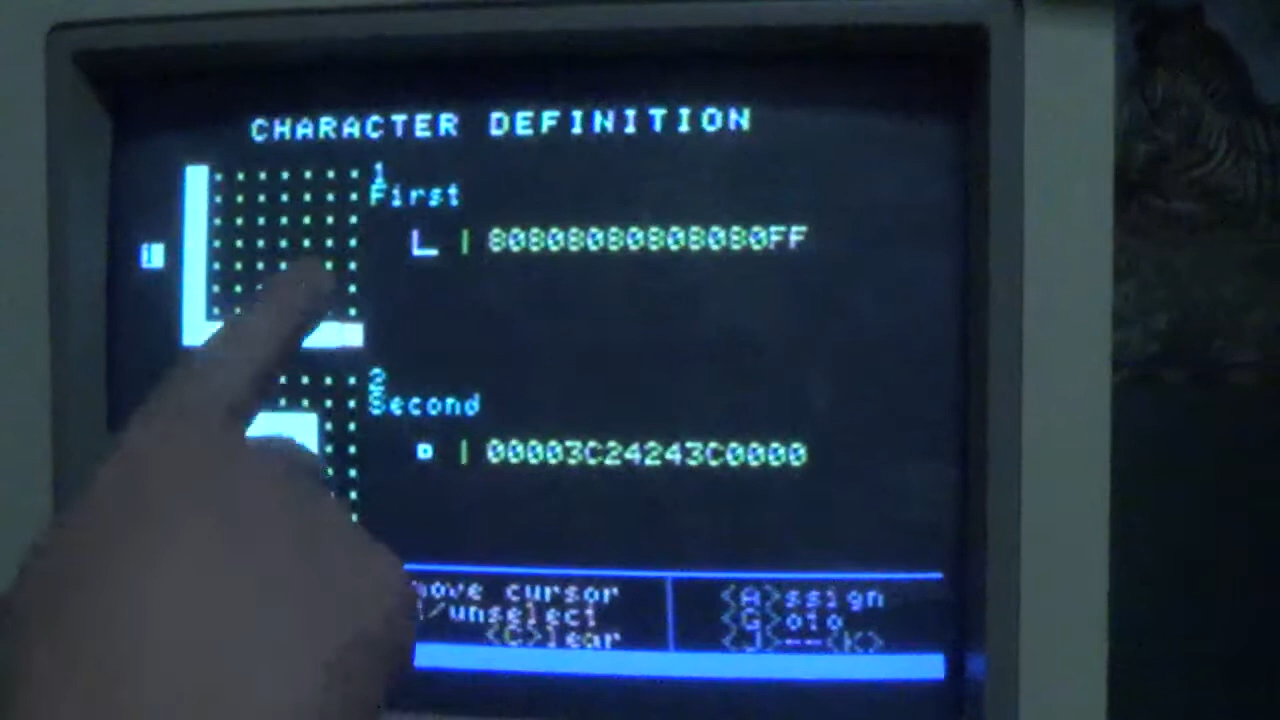 CHARACTER DEFINITION
1
First
| 80808080808080FF
2
Second
| 00003C24243C0000
ove cursor
/unselect
<C>lear
<A>ssign
<G>oto
<J>--<K>